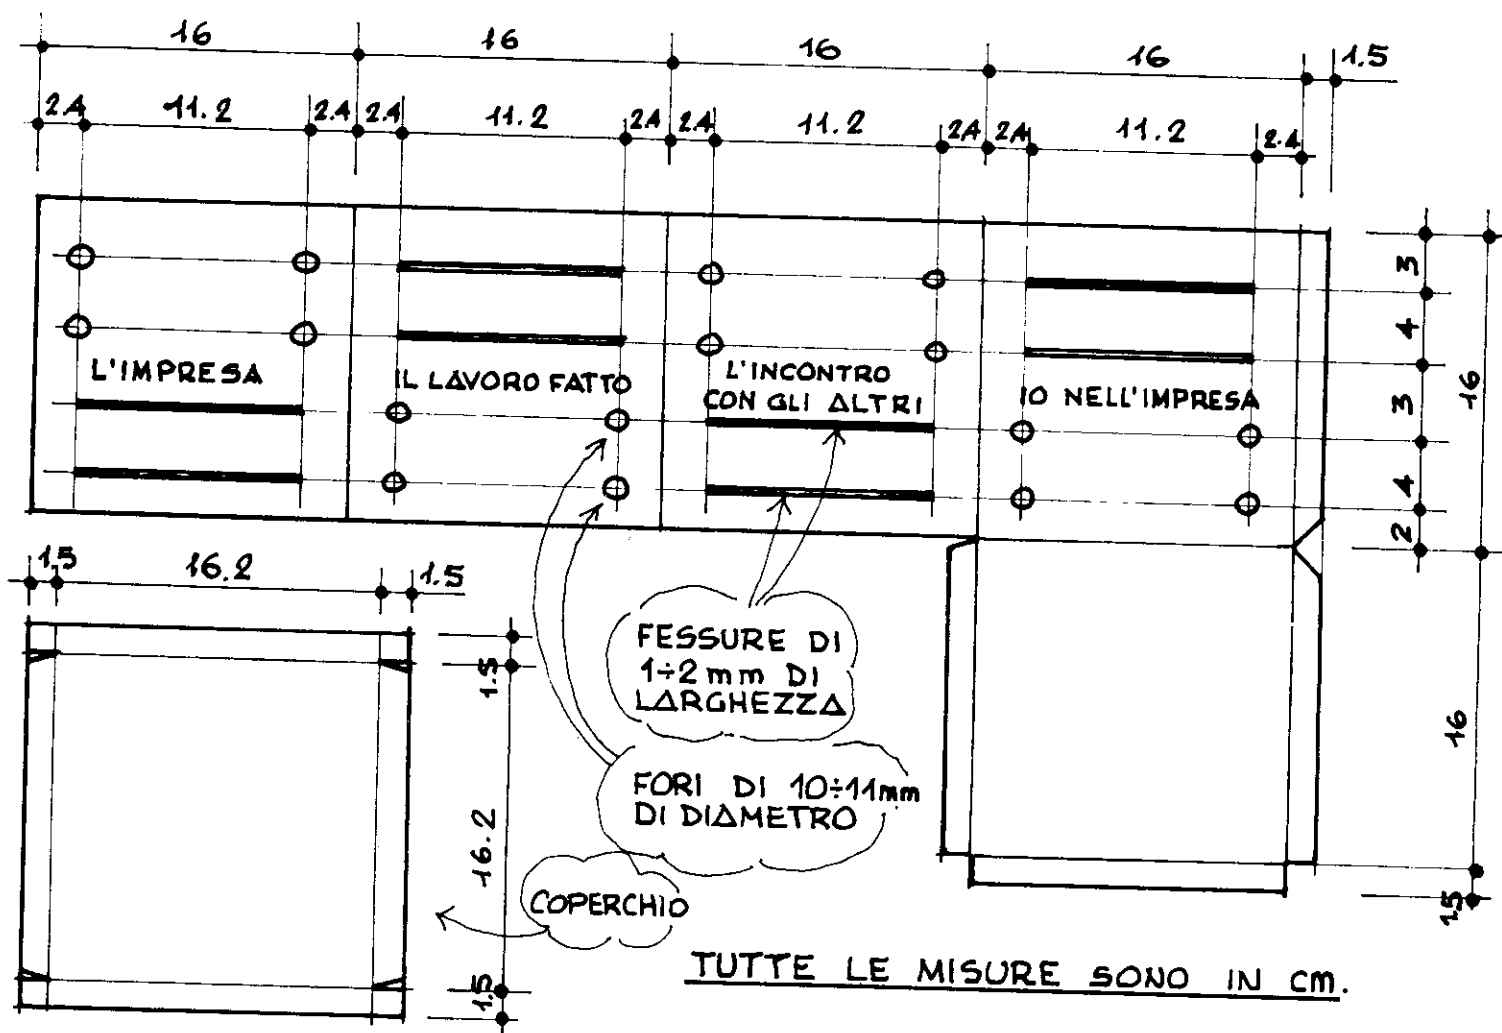 16 16 16 16 1.5
2.4 11.2 2.4 2.4 11.2 2.4 2.4 11.2 2.4 2.4 11.2 2.4
L'IMPRESA
IL LAVORO FATTO
L'INCONTRO
CON GLI ALTRI
IO NELL'IMPRESA
3
4
3
4
2
16
16
1.5
1.5 16.2 1.5
1.5
16.2
1.5
FESSURE DI
1÷2 mm DI
LARGHEZZA
FORI DI 10÷11mm
DI DIAMETRO
COPERCHIO
TUTTE LE MISURE SONO IN cm.